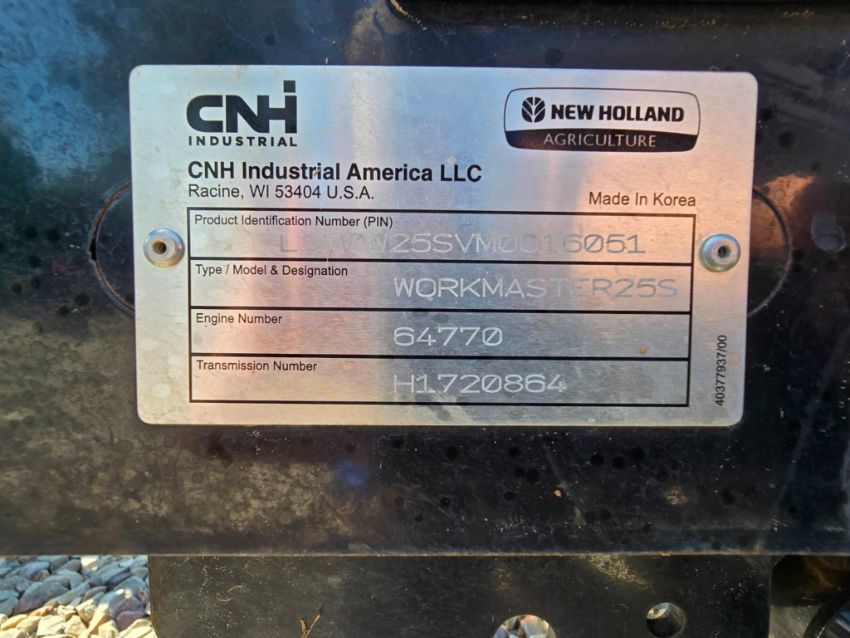 CNH
INDUSTRIAL
NEW HOLLAND
AGRICULTURE
CNH Industrial America LLC
Racine, WI 53404 U.S.A.
Made In Korea
Product Identification Number (PIN)
Type / Model & Designation
WORKMASTER25S
Engine Number
64770
Transmission Number
H1720864
40377937/00